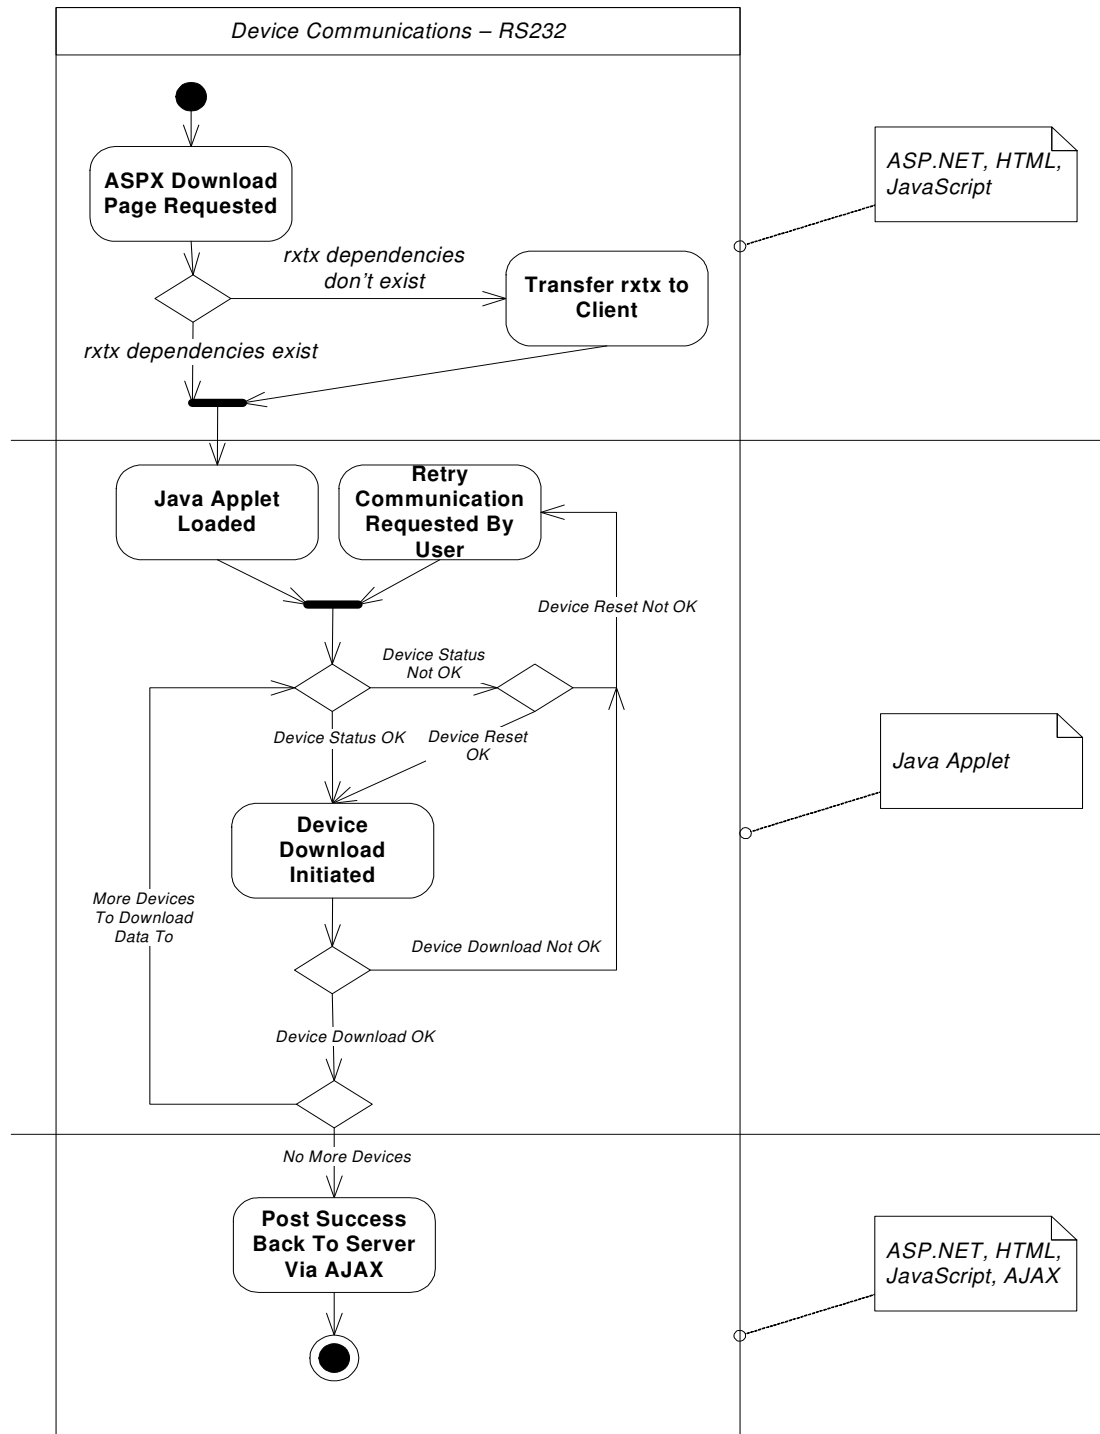 Device Communications – RS232
ASPX Download
Page Requested
rxtx dependencies
don't exist
Transfer rxtx to
Client
rxtx dependencies exist
ASP.NET, HTML,
JavaScript
Java Applet
Loaded
Retry
Communication
Requested By
User
Device Reset Not OK
Device Status
Not OK
Device Status OK
Device Reset
OK
Java Applet
Device
Download
Initiated
More Devices
To Download
Data To
Device Download Not OK
Device Download OK
No More Devices
Post Success
Back To Server
Via AJAX
ASP.NET, HTML,
JavaScript, AJAX